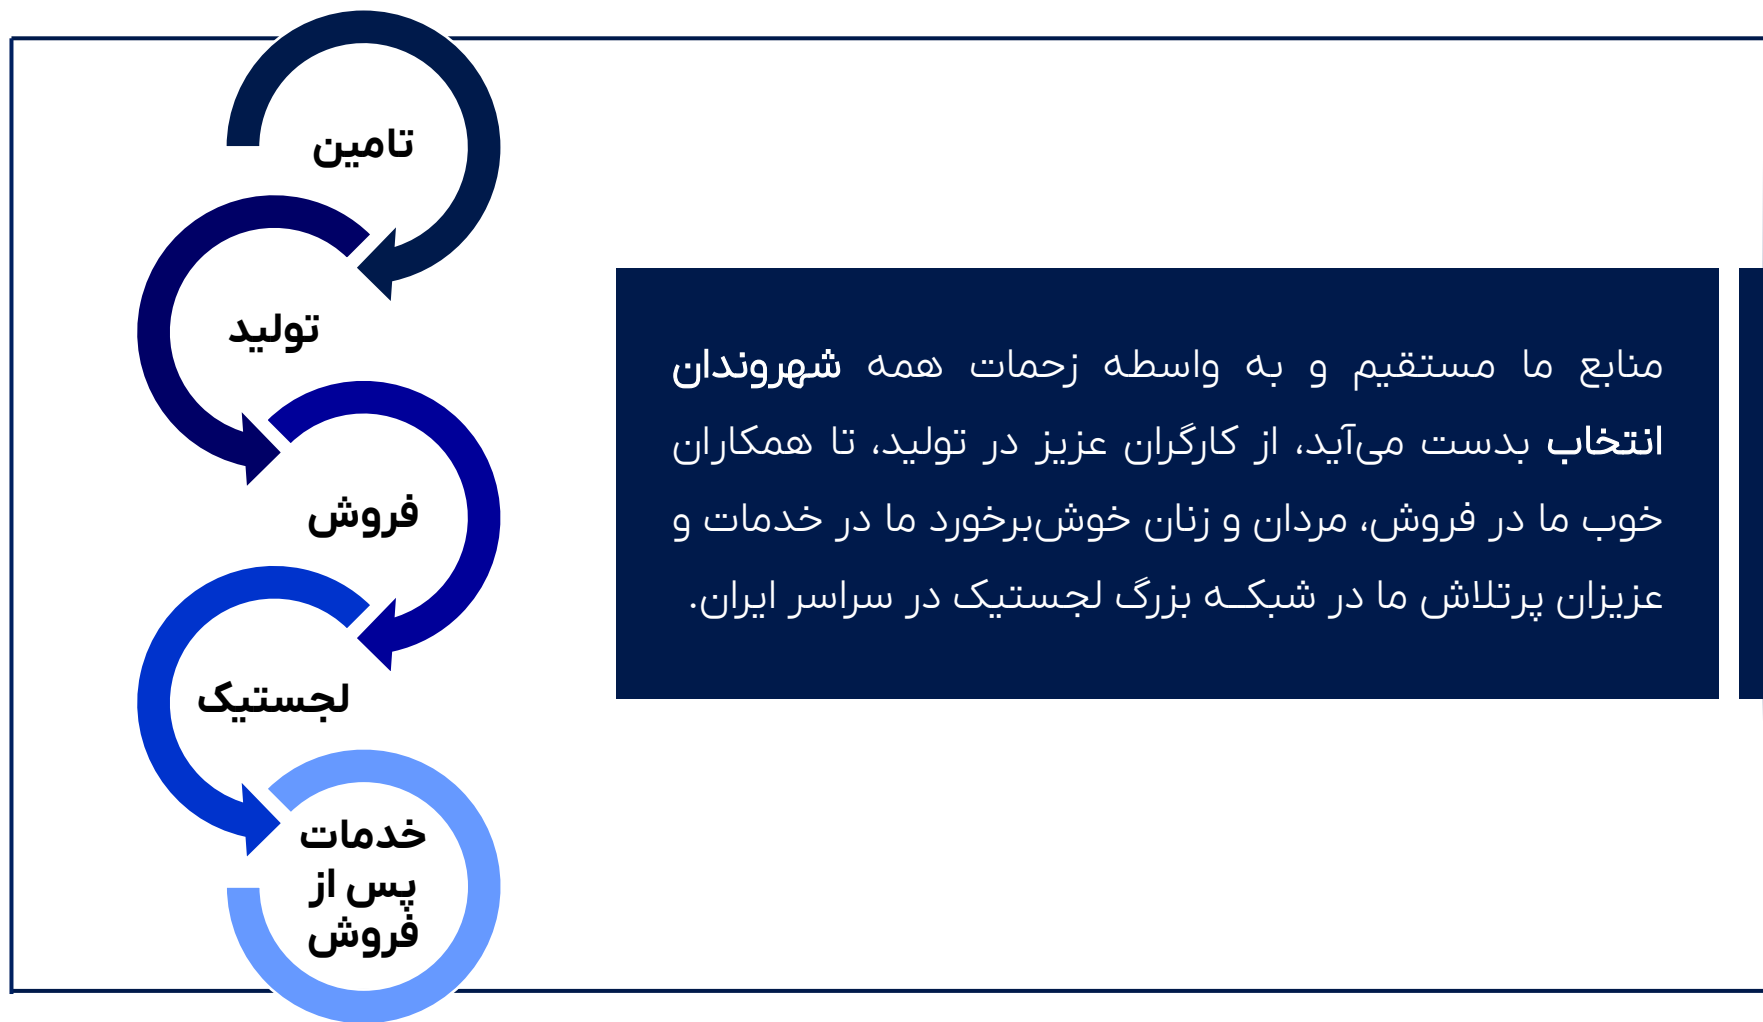 تامین
تولید
فروش
لجستیک
خدمات
پس از
فروش
منابع ما مستقیم و به واسطه زحمات همه شهروندان
انتخاب بدست می‌آید، از کارگران عزیز در تولید، تا همکاران
خوب ما در فروش، مردان و زنان خوش‌برخورد ما در خدمات و
عزیزان پرتلاش ما در شبکــه بزرگ لجستیک در سراسر ایران.